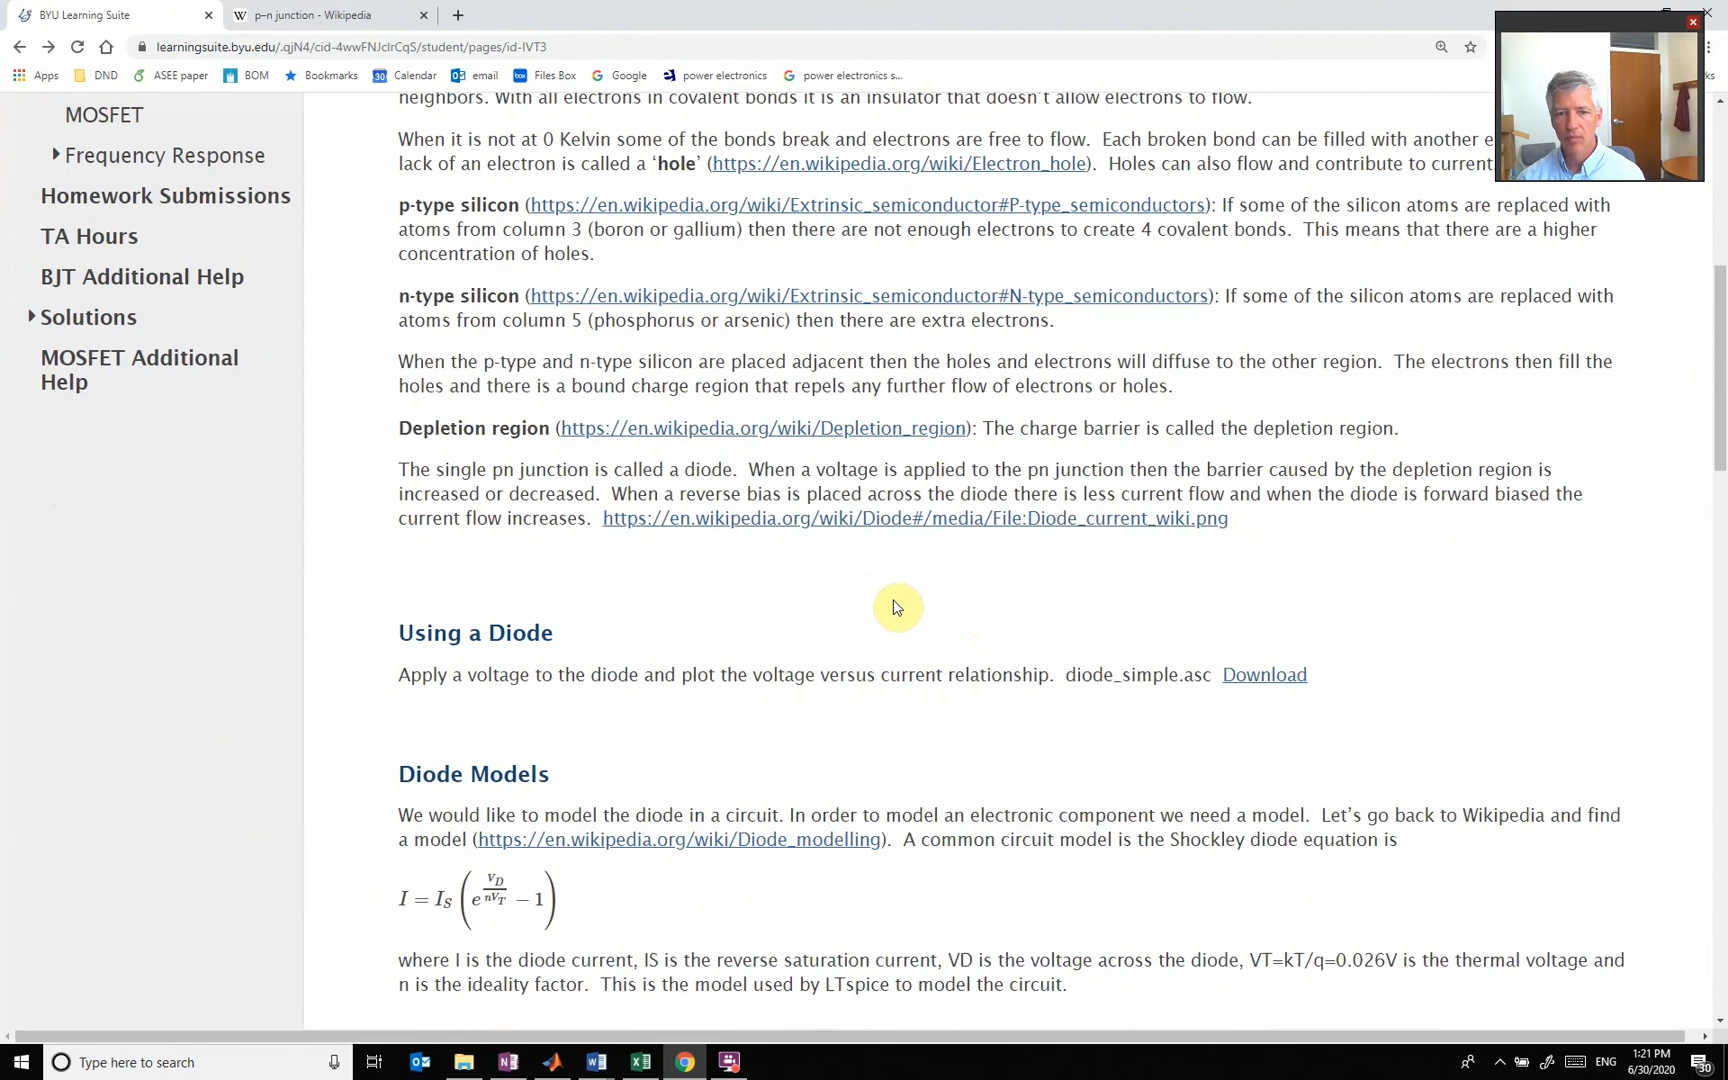 BYU Learning Suite
W p–n junction - Wikipedia
learningsuite.byu.edu/.qjN4/cid-4wwFNJcIrCqS/student/pages/id-IVT3
Apps DND ASEE paper BOM Bookmarks Calendar email Files Box Google power electronics power electronics s...
MOSFET
Frequency Response
Homework Submissions
TA Hours
BJT Additional Help
Solutions
MOSFET Additional
Help
neighbors. With all electrons in covalent bonds it is an insulator that doesn't allow electrons to flow.
When it is not at 0 Kelvin some of the bonds break and electrons are free to flow. Each broken bond can be filled with another e
lack of an electron is called a 'hole' (https://en.wikipedia.org/wiki/Electron_hole). Holes can also flow and contribute to current.
p-type silicon (https://en.wikipedia.org/wiki/Extrinsic_semiconductor#P-type_semiconductors): If some of the silicon atoms are replaced with
atoms from column 3 (boron or gallium) then there are not enough electrons to create 4 covalent bonds. This means that there are a higher
concentration of holes.
n-type silicon (https://en.wikipedia.org/wiki/Extrinsic_semiconductor#N-type_semiconductors): If some of the silicon atoms are replaced with
atoms from column 5 (phosphorus or arsenic) then there are extra electrons.
When the p-type and n-type silicon are placed adjacent then the holes and electrons will diffuse to the other region. The electrons then fill the
holes and there is a bound charge region that repels any further flow of electrons or holes.
Depletion region (https://en.wikipedia.org/wiki/Depletion_region): The charge barrier is called the depletion region.
The single pn junction is called a diode. When a voltage is applied to the pn junction then the barrier caused by the depletion region is
increased or decreased. When a reverse bias is placed across the diode there is less current flow and when the diode is forward biased the
current flow increases. https://en.wikipedia.org/wiki/Diode#/media/File:Diode_current_wiki.png
Using a Diode
Apply a voltage to the diode and plot the voltage versus current relationship. diode_simple.asc Download
Diode Models
We would like to model the diode in a circuit. In order to model an electronic component we need a model. Let's go back to Wikipedia and find
a model (https://en.wikipedia.org/wiki/Diode_modelling). A common circuit model is the Shockley diode equation is
I = I_S (e^{V_D/nV_T} − 1)
where I is the diode current, IS is the reverse saturation current, VD is the voltage across the diode, VT=kT/q=0.026V is the thermal voltage and
n is the ideality factor. This is the model used by LTspice to model the circuit.
Type here to search
ENG
1:21 PM
6/30/2020
30